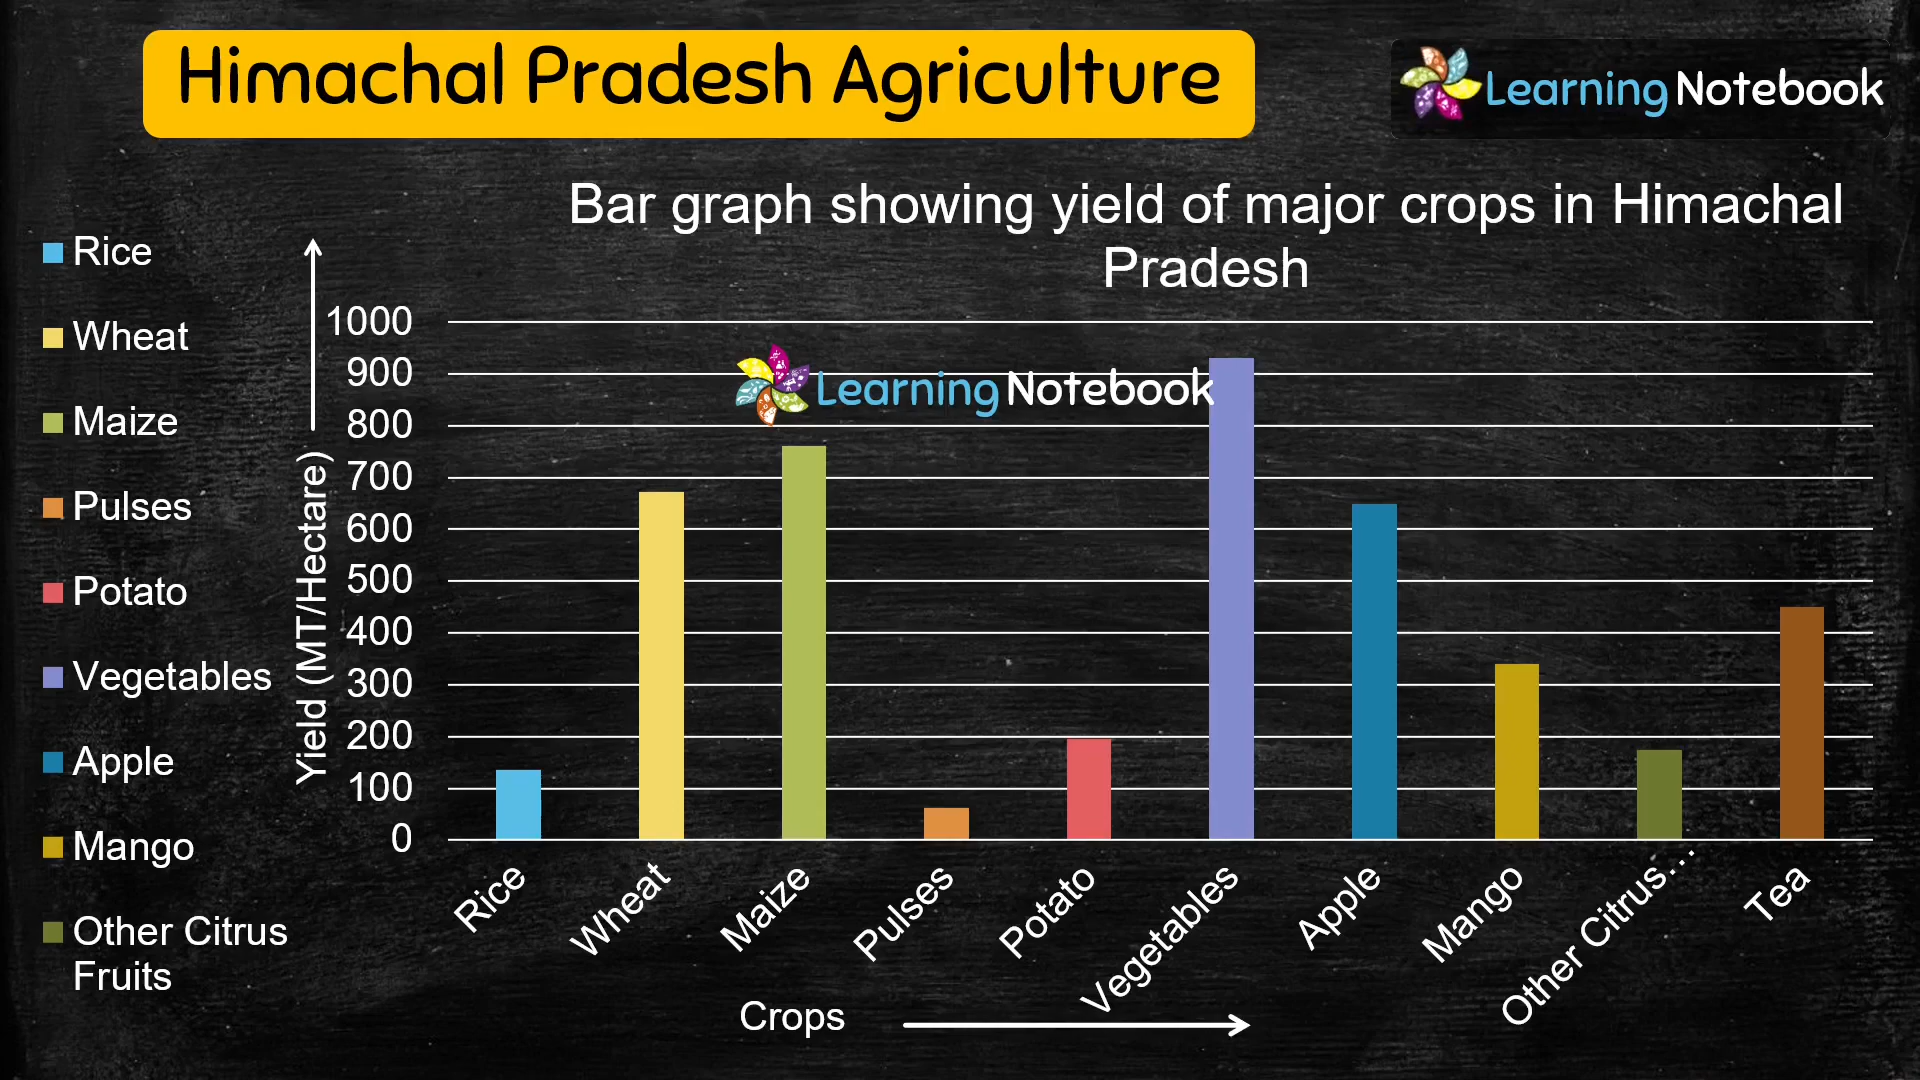 Himachal Pradesh Agriculture
Learning Notebook
Bar graph showing yield of major crops in Himachal
Pradesh
Rice
Wheat
Maize
Pulses
Potato
Vegetables
Apple
Mango
Other Citrus
Fruits
Yield (MT/Hectare)
1000
900
800
700
600
500
400
300
200
100
0
Learning Notebook
Rice
Wheat
Maize
Pulses
Potato
Vegetables
Apple
Mango
Other Citrus...
Tea
Crops